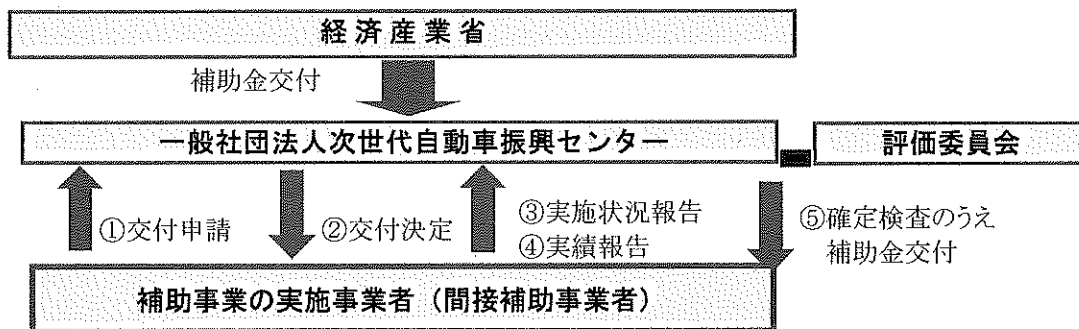 経済産業省
補助金交付
一般社団法人次世代自動車振興センター
評価委員会
①交付申請
②交付決定
③実施状況報告
④実績報告
⑤確定検査のうえ
補助金交付
補助事業の実施事業者（間接補助事業者）